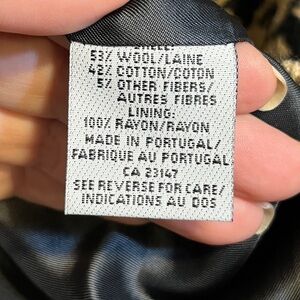 SHELL:
53% WOOL/LAINE
42% COTTON/COTON
5% OTHER FIBERS/
AUTRES FIBRES
LINING:
100% RAYON/RAYON
MADE IN PORTUGAL/
FABRIQUE AU PORTUGAL
CA 23147
SEE REVERSE FOR CARE/
INDICATIONS AU DOS